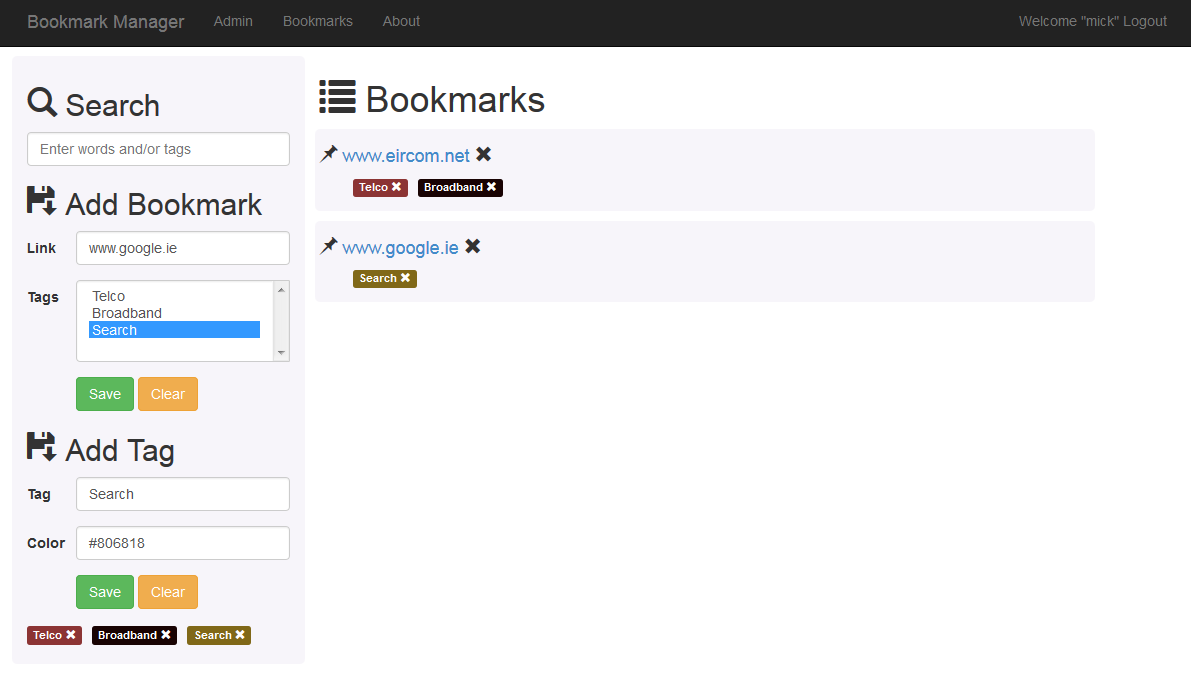 Bookmark Manager Admin Bookmarks About Welcome "mick" Logout
Search
Enter words and/or tags
Add Bookmark
Link www.google.ie
Tags Telco
Broadband
Search
Save Clear
Add Tag
Tag Search
Color #806818
Save Clear
Telco Broadband Search
Bookmarks
www.eircom.net
Telco Broadband
www.google.ie
Search